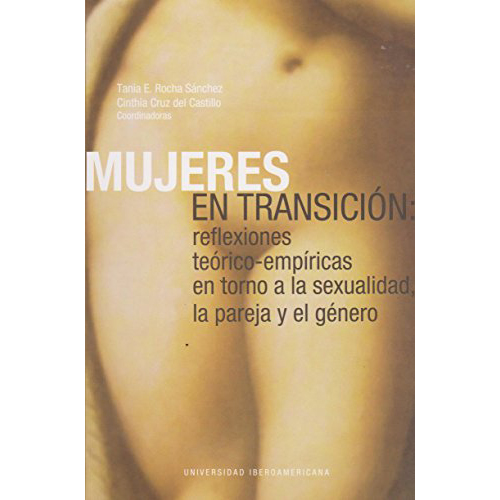 Tania E. Rocha Sánchez
Cinthia Cruz del Castillo
Coordinadoras
MUJERES
EN TRANSICIÓN:
reflexiones
teórico-empíricas
en torno a la sexualidad,
la pareja y el género
UNIVERSIDAD IBEROAMERICANA